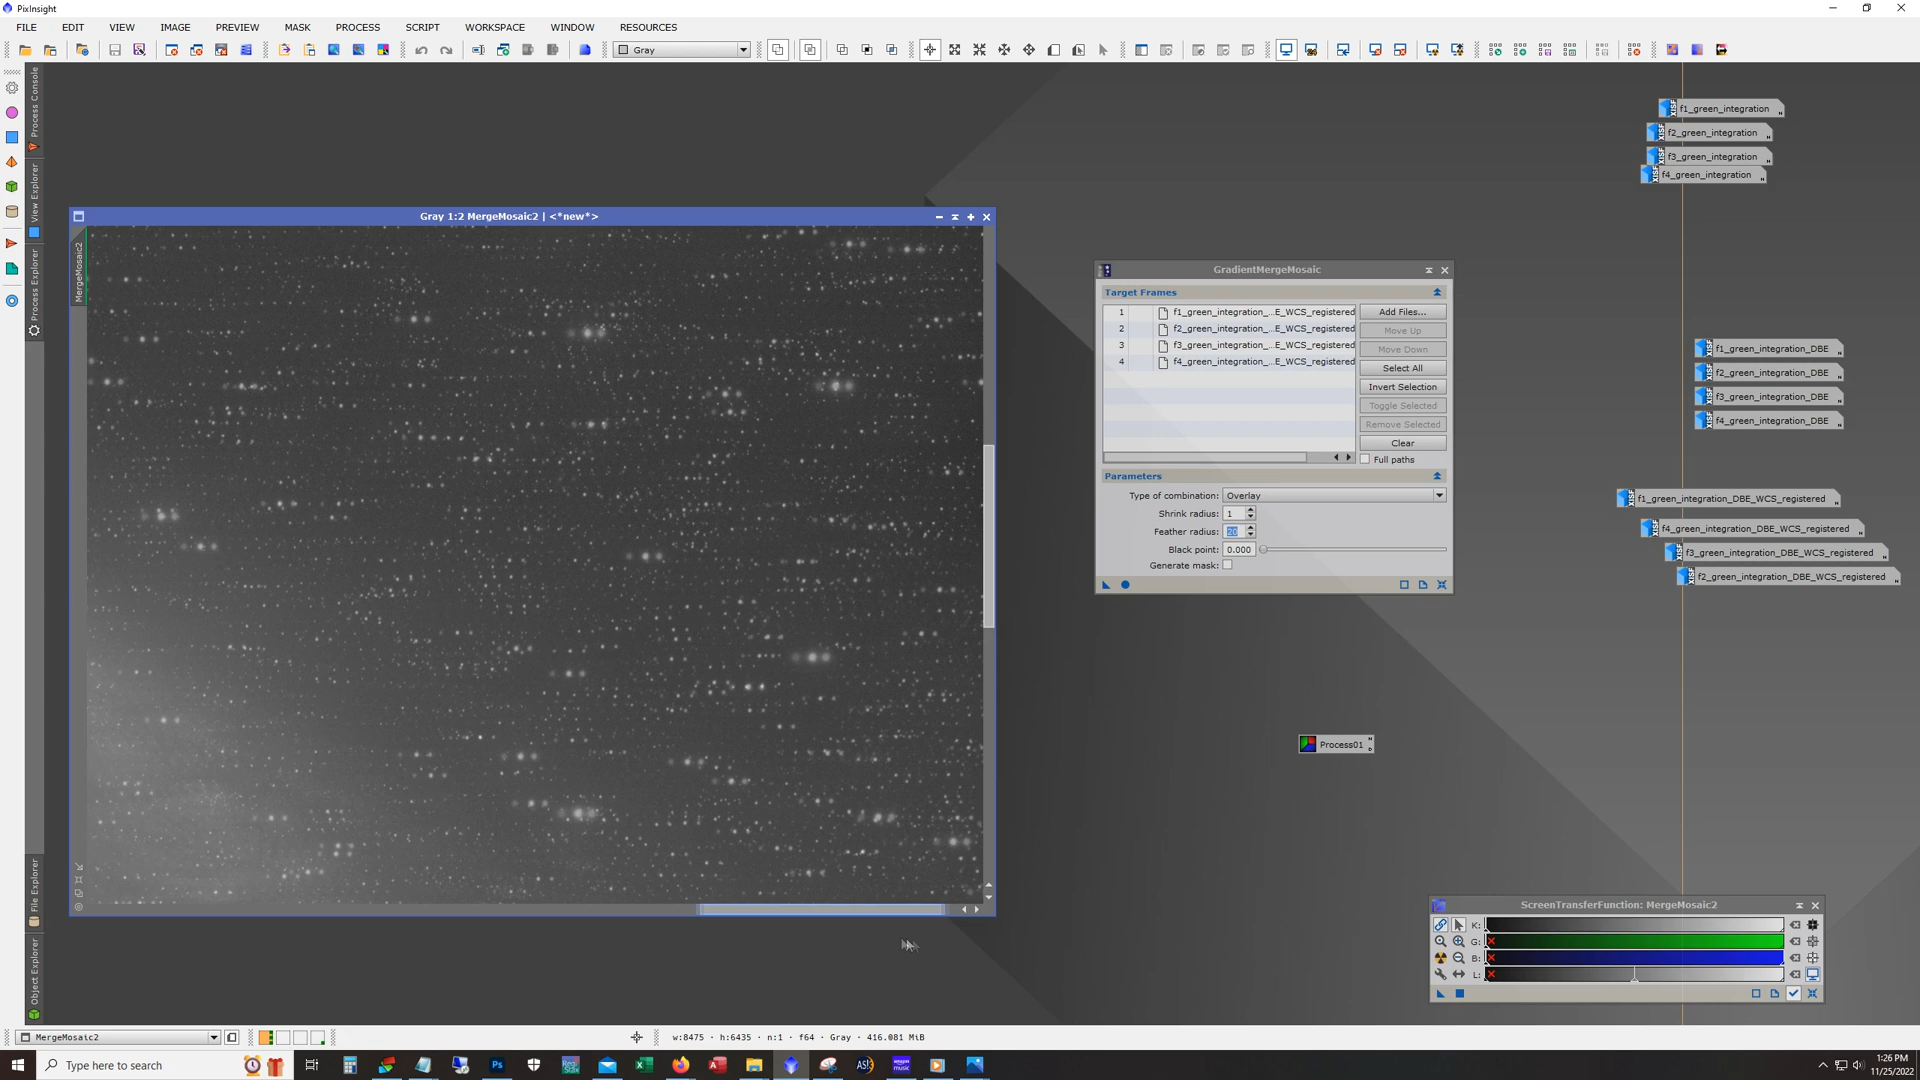 PixInsight
FILE EDIT VIEW IMAGE PREVIEW MASK PROCESS SCRIPT WORKSPACE WINDOW RESOURCES
Gray
Process Console
View Explorer
Process Explorer
File Explorer
Object Explorer
Gray 1:2 MergeMosaic2 | <*new*>
MergeMosaic2
f1_green_integration
f2_green_integration
f3_green_integration
f4_green_integration
GradientMergeMosaic
Target Frames
1 f1_green_integration_...E_WCS_registered
2 f2_green_integration_...E_WCS_registered
3 f3_green_integration_...E_WCS_registered
4 f4_green_integration_...E_WCS_registered
Add Files...
Move Up
Move Down
Select All
Invert Selection
Toggle Selected
Remove Selected
Clear
Full paths
Parameters
Type of combination: Overlay
Shrink radius: 1
Feather radius: 20
Black point: 0.000
Generate mask:
f1_green_integration_DBE
f2_green_integration_DBE
f3_green_integration_DBE
f4_green_integration_DBE
f1_green_integration_DBE_WCS_registered
f4_green_integration_DBE_WCS_registered
f3_green_integration_DBE_WCS_registered
f2_green_integration_DBE_WCS_registered
Process01
ScreenTransferFunction: MergeMosaic2
K:
G:
B:
L:
MergeMosaic2
w:8475 · h:6435 · n:1 · f64 · Gray · 416.081 MiB
Type here to search
1:26 PM
11/25/2022